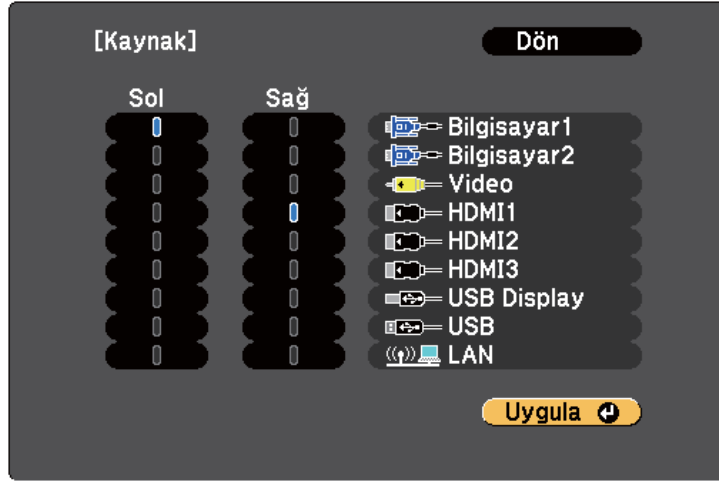 [Kaynak] Dön
Sol Sağ
Bilgisayar1
Bilgisayar2
Video
HDMI1
HDMI2
HDMI3
USB Display
USB
LAN
Uygula